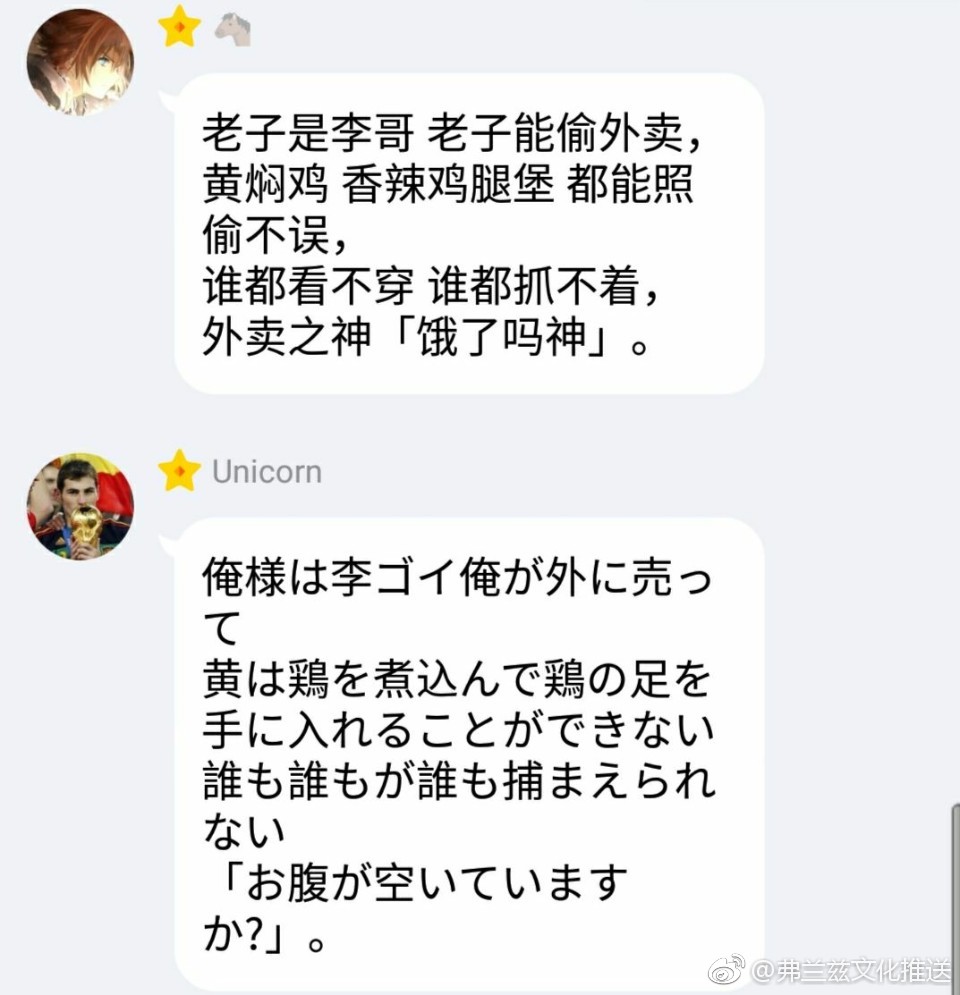 老子是李哥 老子能偷外卖，
黄焖鸡 香辣鸡腿堡 都能照
偷不误，
谁都看不穿 谁都抓不着，
外卖之神「饿了吗神」。
Unicorn
俺様は李ゴイ俺が外に売っ
て
黄は鶏を煮込んで鶏の足を
手に入れることができない
誰も誰もが誰も捕まえられ
ない
「お腹が空いています
か?」。
@弗兰兹文化推送